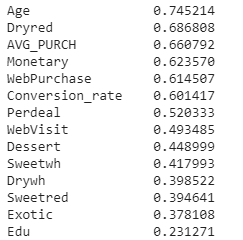 Age 0.745214
Dryred 0.686808
AVG_PURCH 0.660792
Monetary 0.623570
WebPurchase 0.614507
Conversion_rate 0.601417
Perdeal 0.520333
WebVisit 0.493485
Dessert 0.448999
Sweetwh 0.417993
Drywh 0.398522
Sweetred 0.394641
Exotic 0.378108
Edu 0.231271